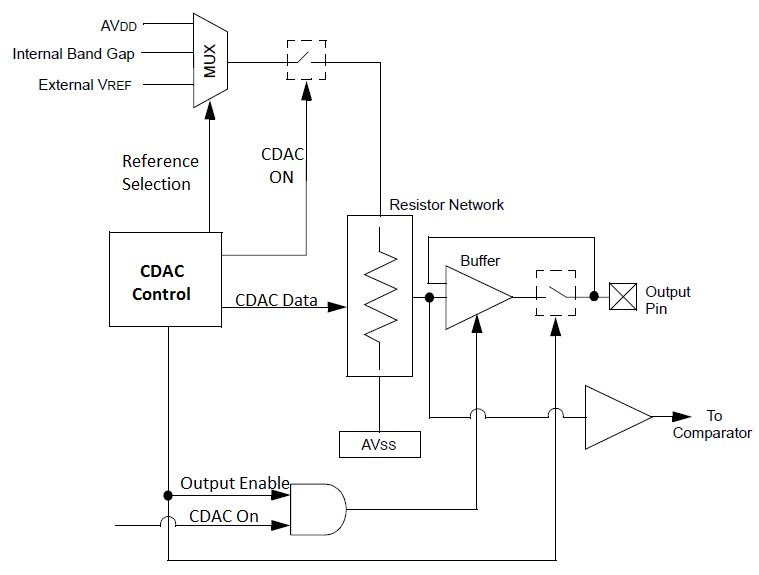 AVDD
Internal Band Gap
External VREF
MUX
Reference
Selection
CDAC
ON
Resistor Network
CDAC
Control
CDAC Data
Buffer
Output
Pin
AVSS
To
Comparator
Output Enable
CDAC On